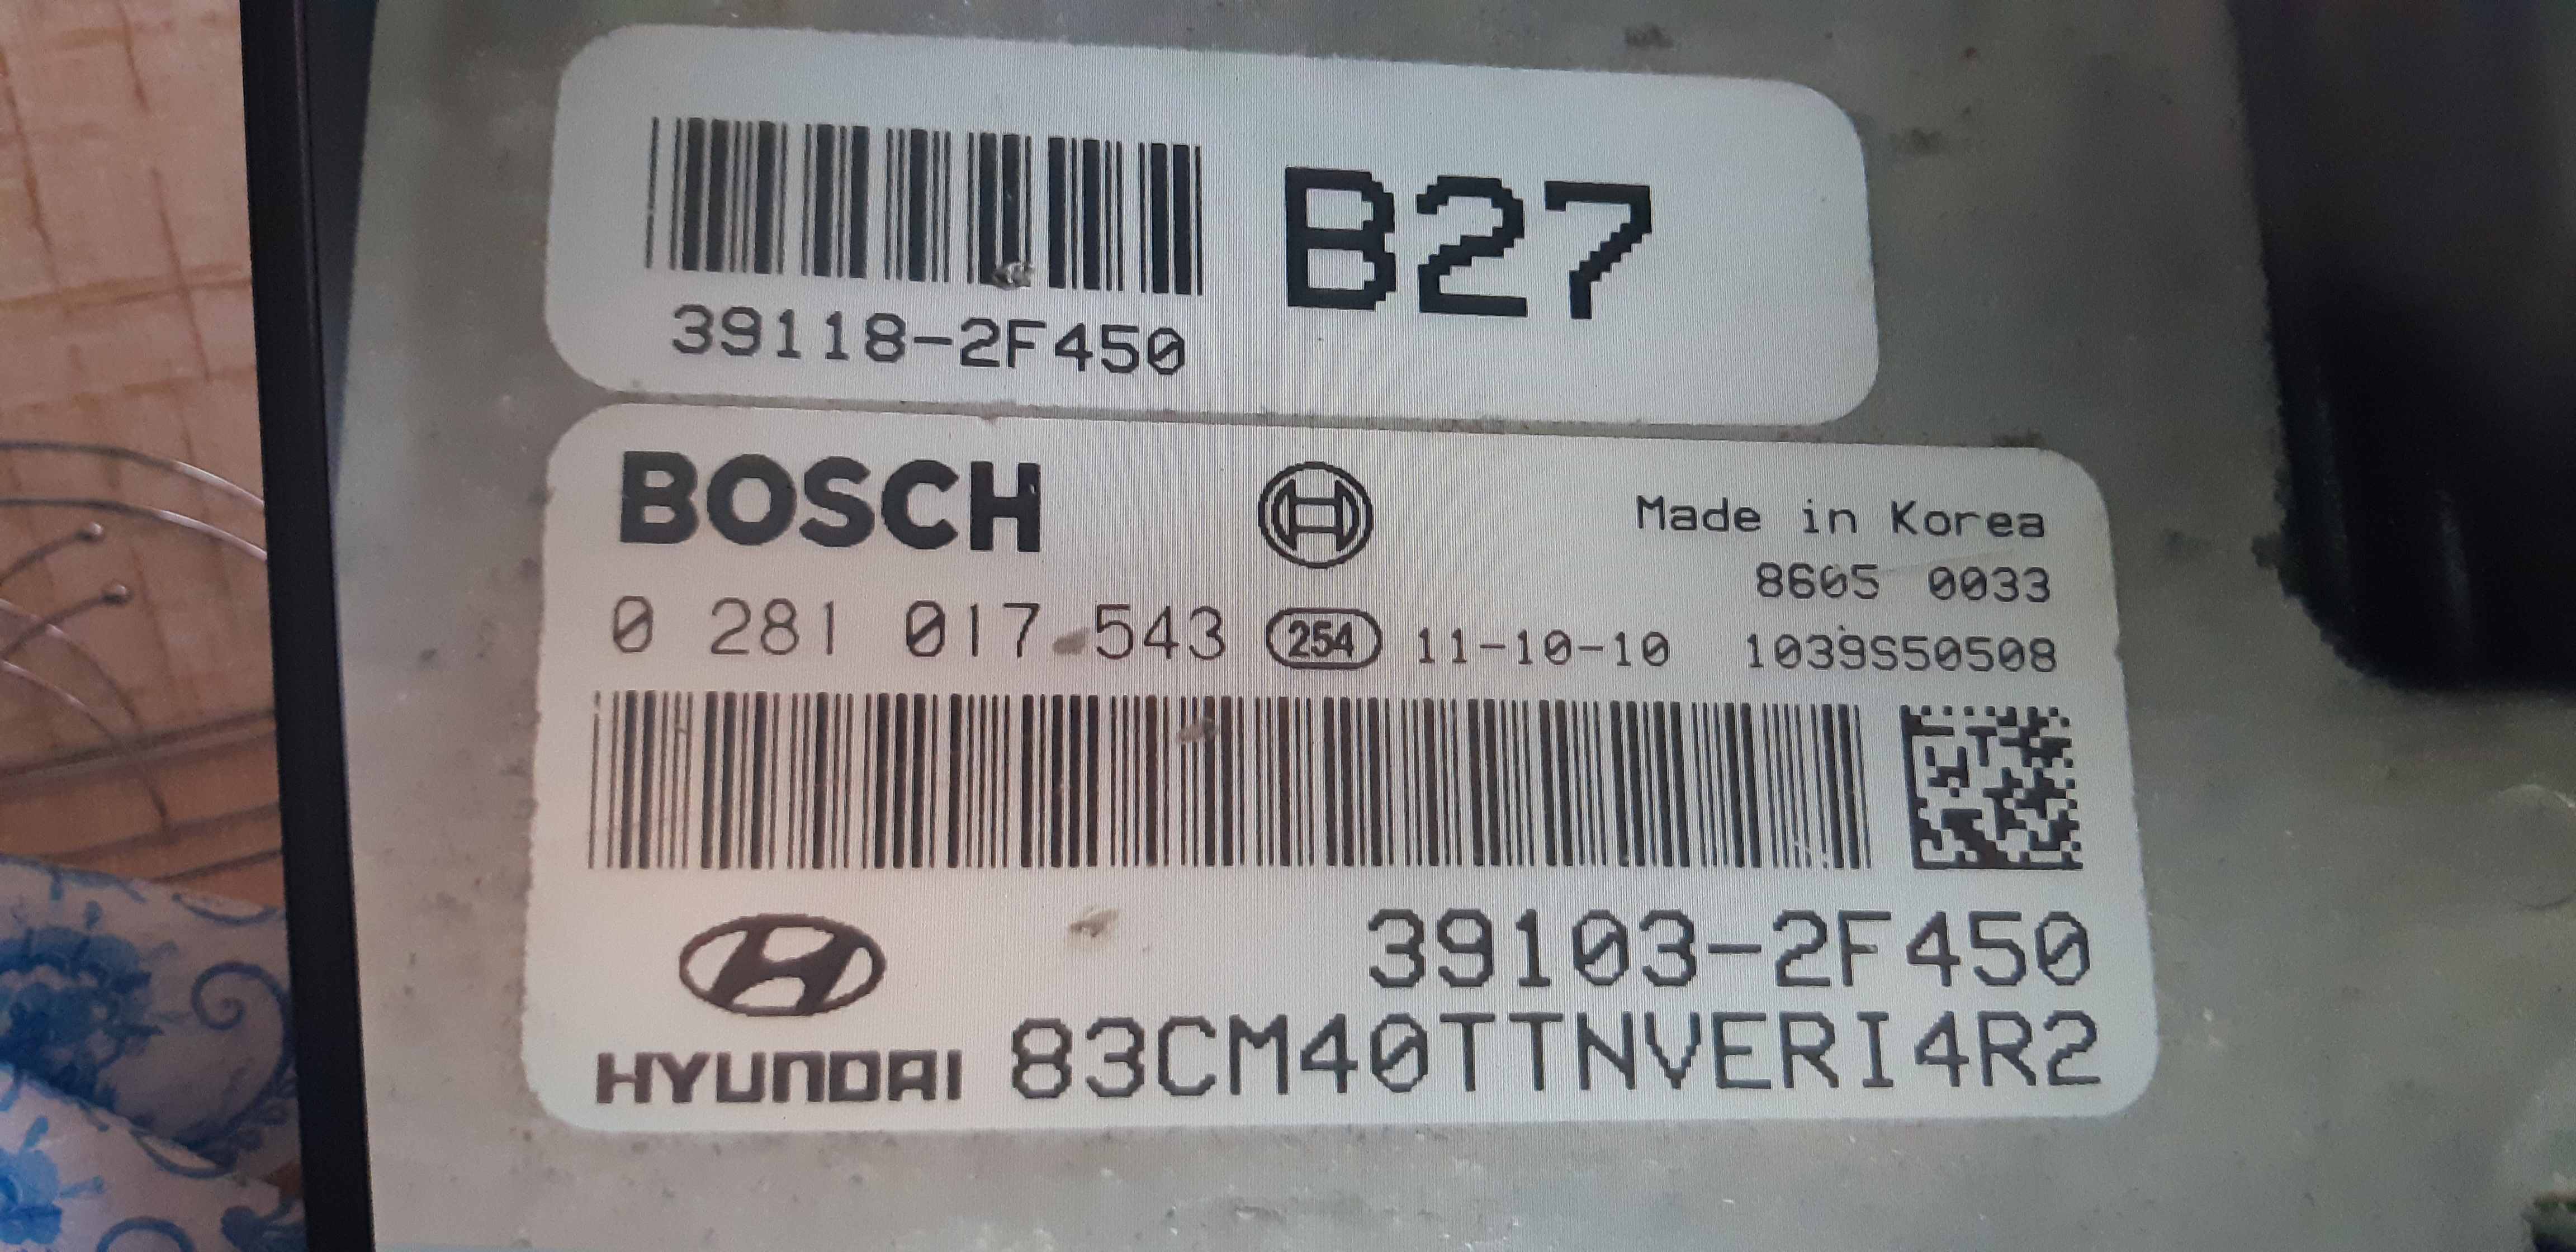 B27
39118-2F450
BOSCH
Made in Korea
8605 0033
0 281 017 543 254 11-10-10 1039S50508
39103-2F450
HYUNDAI 83CM40TTNVERI4R2